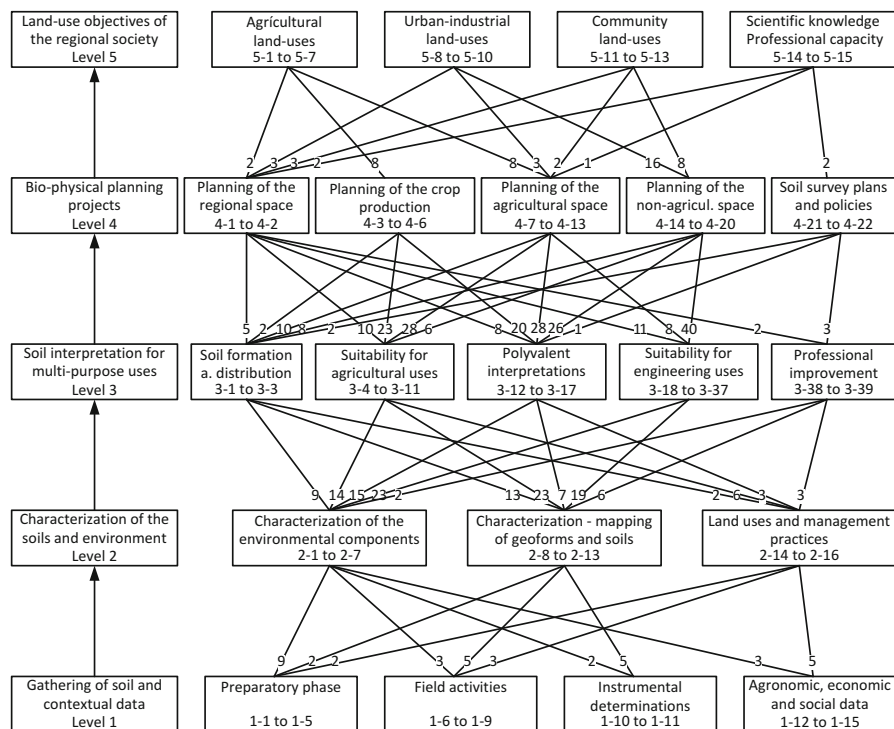 Land-use objectives of
the regional society
Level 5
Agrícultural
land-uses
5-1 to 5-7
Urban-industrial
land-uses
5-8 to 5-10
Community
land-uses
5-11 to 5-13
Scientific knowledge
Professional capacity
5-14 to 5-15
2 3 3 2 8 8 3 2 1 16 8 2
Bio-physical planning
projects
Level 4
Planning of the
regional space
4-1 to 4-2
Planning of the crop
production
4-3 to 4-6
Planning of the
agricultural space
4-7 to 4-13
Planning of the
non-agricul. space
4-14 to 4-20
Soil survey plans
and policies
4-21 to 4-22
5 2 10 8 2 10 23 28 6 8 20 28 26 1 11 8 40 2 3
Soil interpretation for
multi-purpose uses
Level 3
Soil formation
a. distribution
3-1 to 3-3
Suitability for
agricultural uses
3-4 to 3-11
Polyvalent
interpretations
3-12 to 3-17
Suitability for
engineering uses
3-18 to 3-37
Professional
improvement
3-38 to 3-39
9 14 15 23 2 13 23 7 19 6 2 6 3 3
Characterization of the
soils and environment
Level 2
Characterization of the
environmental components
2-1 to 2-7
Characterization - mapping
of geoforms and soils
2-8 to 2-13
Land uses and management
practices
2-14 to 2-16
9 2 2 3 5 3 2 5 3 5
Gathering of soil and
contextual data
Level 1
Preparatory phase
1-1 to 1-5
Field activities
1-6 to 1-9
Instrumental
determinations
1-10 to 1-11
Agronomic, economic
and social data
1-12 to 1-15